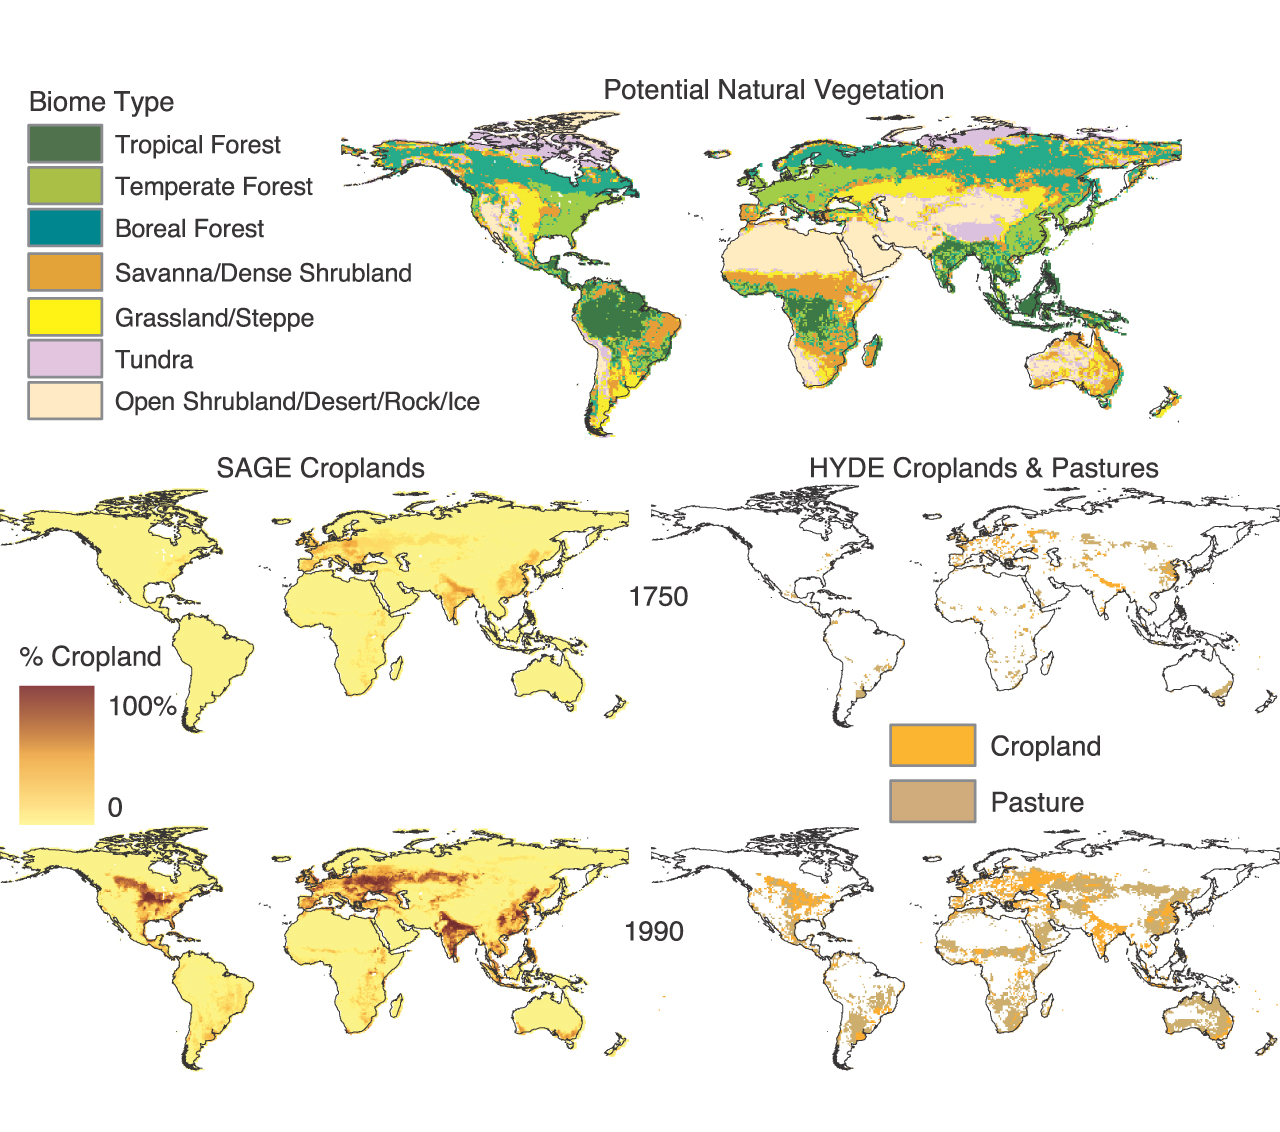 Potential Natural Vegetation
Biome Type
Tropical Forest
Temperate Forest
Boreal Forest
Savanna/Dense Shrubland
Grassland/Steppe
Tundra
Open Shrubland/Desert/Rock/Ice
SAGE Croplands
HYDE Croplands & Pastures
1750
% Cropland
100%
0
Cropland
Pasture
1990